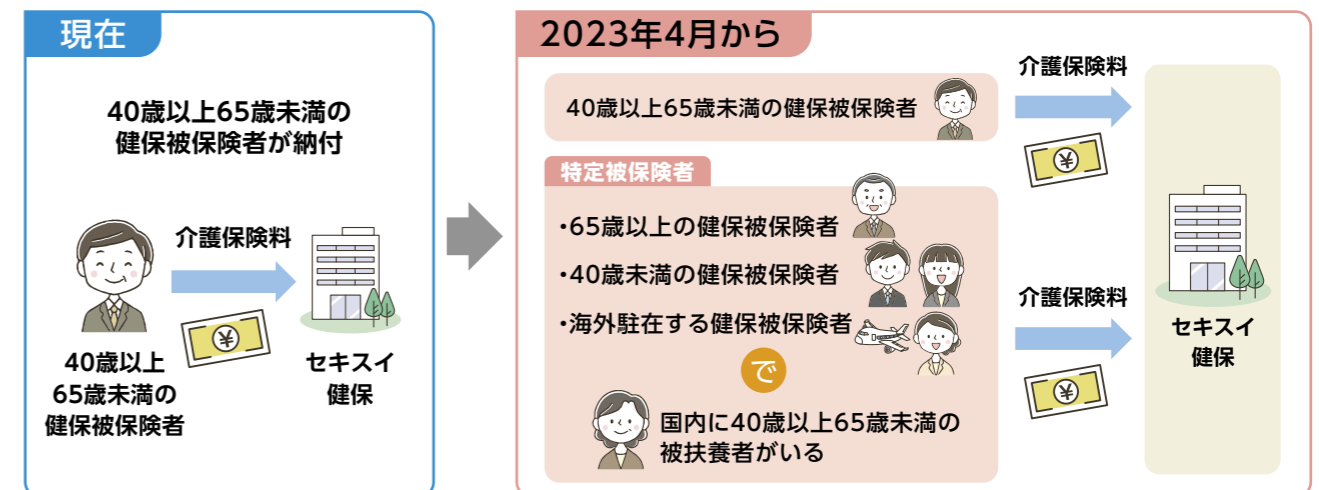 現在
40歳以上65歳未満の
健保被保険者が納付
介護保険料
¥
40歳以上
65歳未満の
健保被保険者
セキスイ
健保
2023年4月から
40歳以上65歳未満の健保被保険者
介護保険料
¥
特定被保険者
・65歳以上の健保被保険者
・40歳未満の健保被保険者
・海外駐在する健保被保険者
で
国内に40歳以上65歳未満の
被扶養者がいる
介護保険料
¥
セキスイ
健保